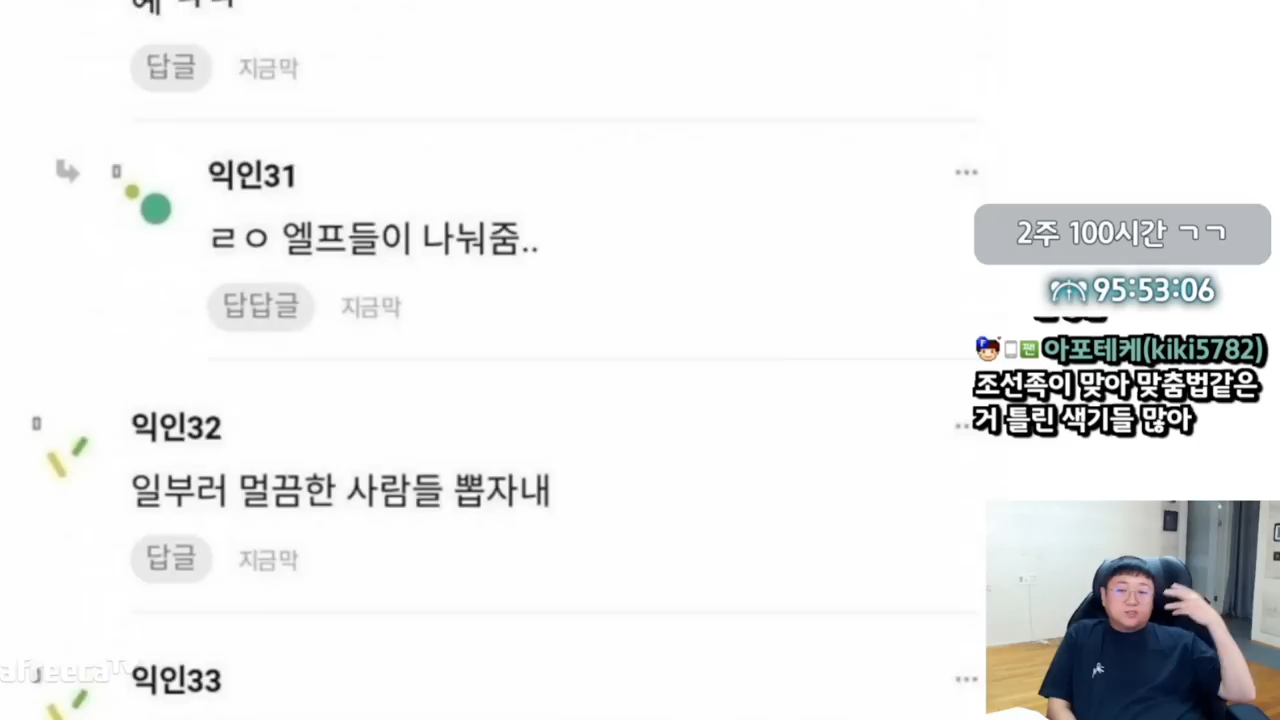 답글 지금막
익인31
ㄹㅇ 엘프들이 나눠줌..
답답글 지금막
익인32
일부러 멀끔한 사람들 뽑자내
답글 지금막
익인33
afreecaTV
2주 100시간 ㄱㄱ
95:53:06
팬 아포테케(kiki5782)
조선족이 맞아 맞춤법같은
거 틀린 색기들 많아